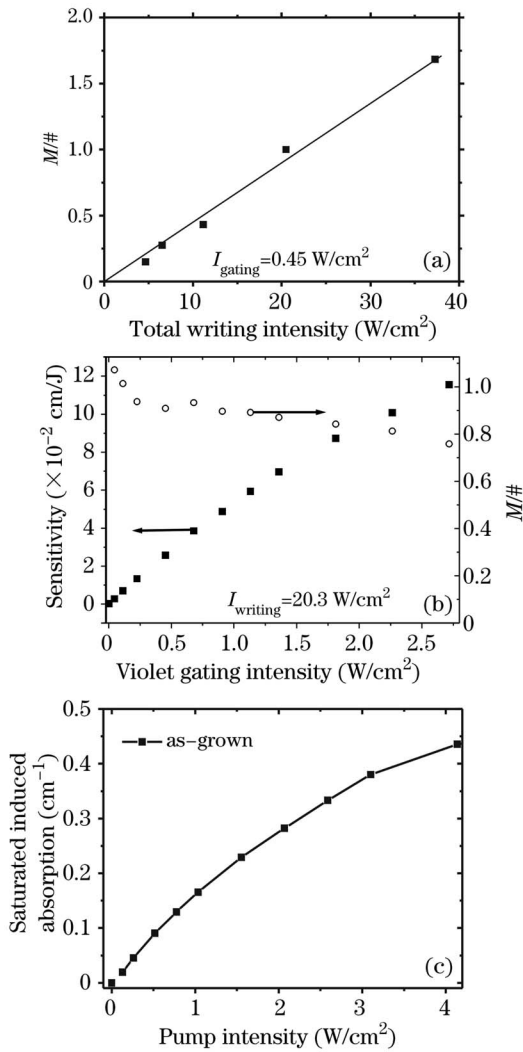 2.0
1.5
1.0
0.5
0
M/#
I_gating=0.45 W/cm²
(a)
0 10 20 30 40
Total writing intensity (W/cm²)
12
10
8
6
4
2
0
Sensitivity (×10⁻² cm/J)
1.0
0.8
0.6
0.4
0.2
0
M/#
I_writing=20.3 W/cm²
(b)
0 0.5 1.0 1.5 2.0 2.5
Violet gating intensity (W/cm²)
0.5
0.4
0.3
0.2
0.1
0
Saturated induced
absorption (cm⁻¹)
as-grown
(c)
0 1 2 3 4
Pump intensity (W/cm²)